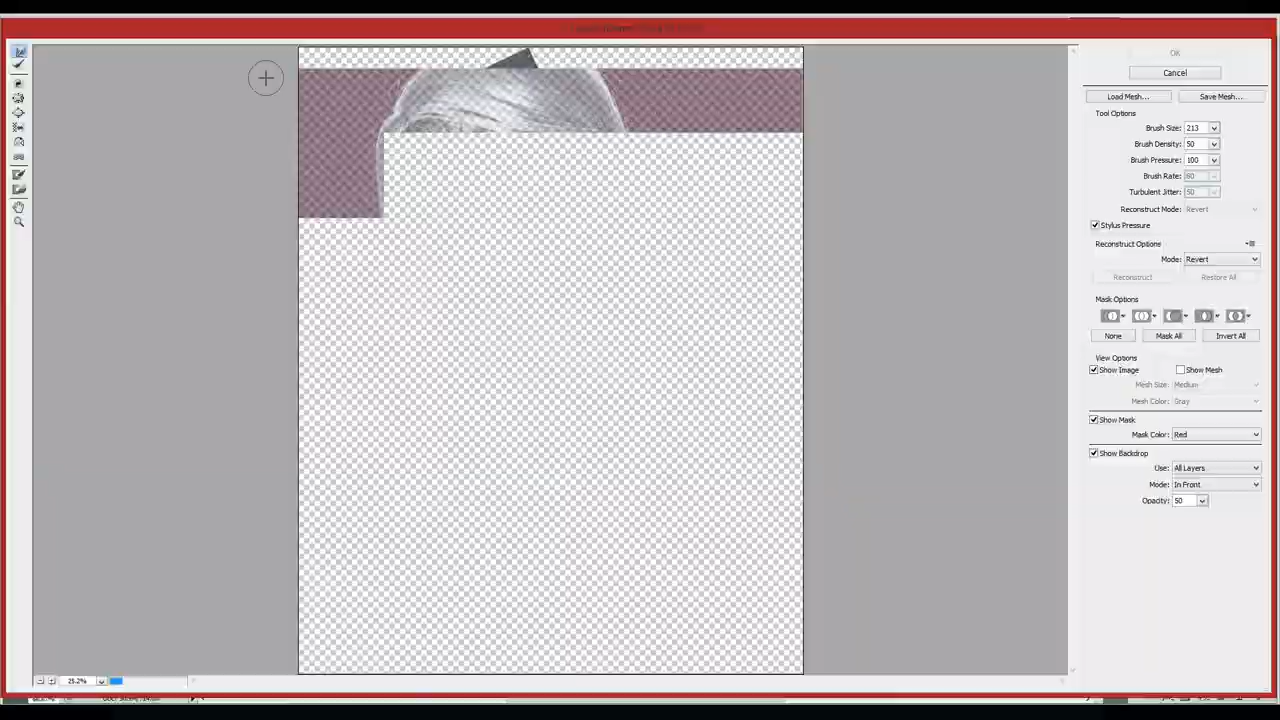 OK
Cancel
Load Mesh... Save Mesh...
Tool Options
Brush Size: 213
Brush Density: 50
Brush Pressure: 100
Brush Rate: 80
Turbulent Jitter: 50
Reconstruct Mode: Revert
Stylus Pressure
Reconstruct Options
Mode: Revert
Reconstruct Restore All
Mask Options
None Mask All Invert All
View Options
Show Image Show Mesh
Mesh Size: Medium
Mesh Color: Gray
Show Mask
Mask Color: Red
Show Backdrop
Use: All Layers
Mode: In Front
Opacity: 50
25.2%